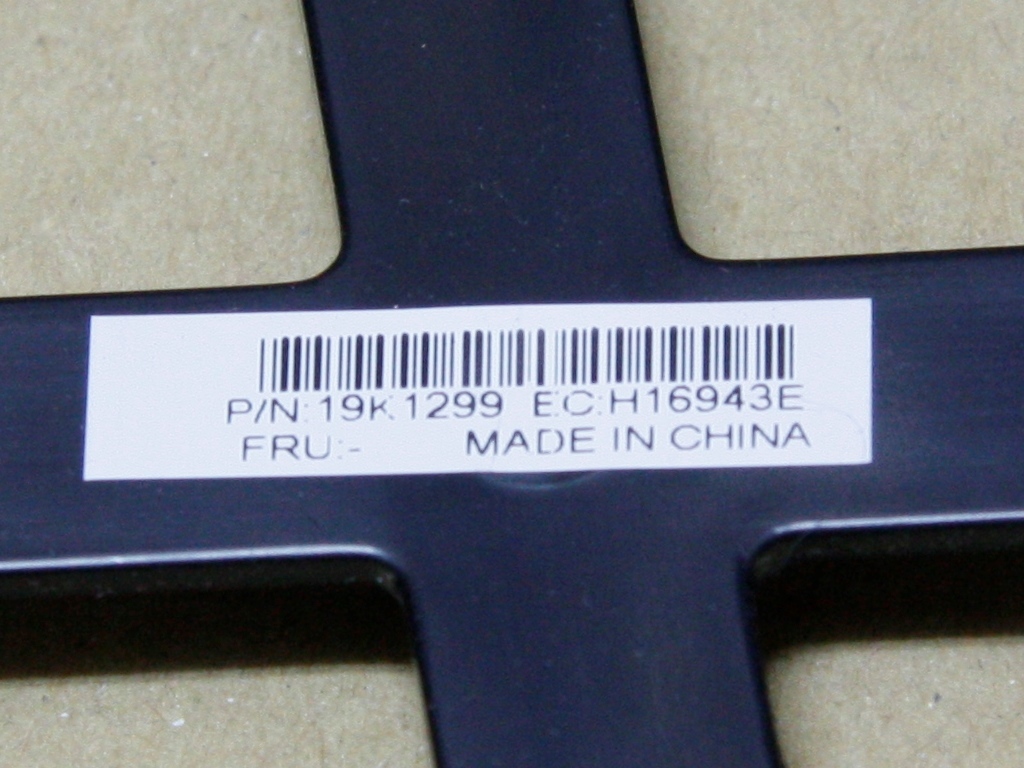 P/N:19K1299 EC:H16943E
FRU:- MADE IN CHINA